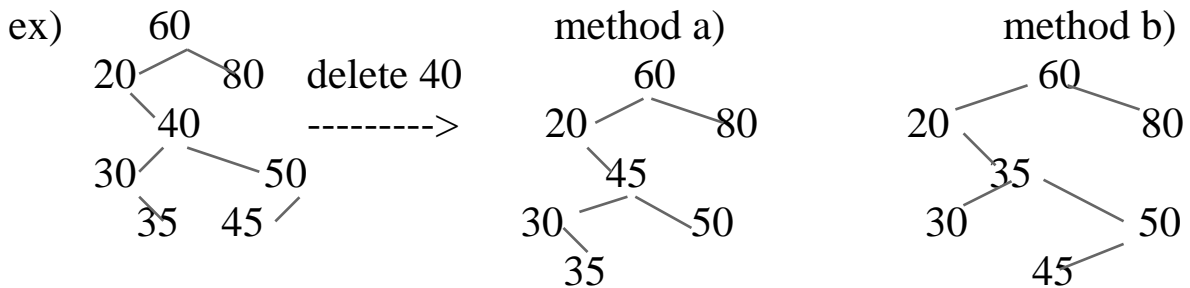 ex) 60 method a) method b)
20 80 delete 40 60 60
40 ---------> 20 80 20 80
30 50 45 35
35 45 30 50 30 50
35 45